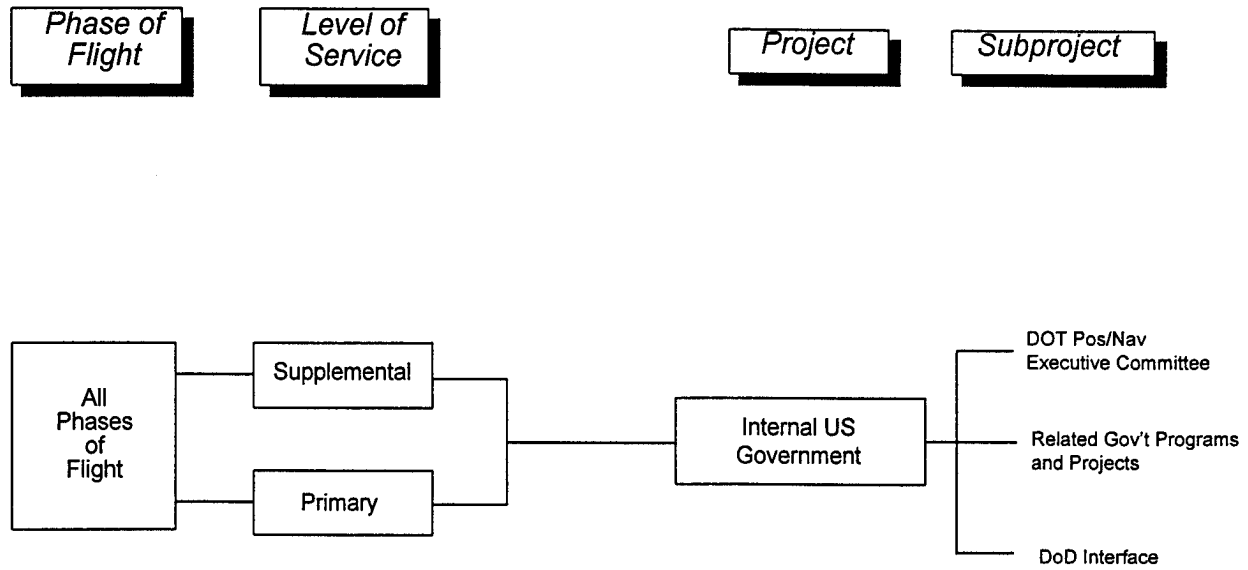 Phase of
Flight
Level of
Service
Project
Subproject
All
Phases
of
Flight
Supplemental
Primary
Internal US
Government
DOT Pos/Nav
Executive Committee
Related Gov't Programs
and Projects
DoD Interface